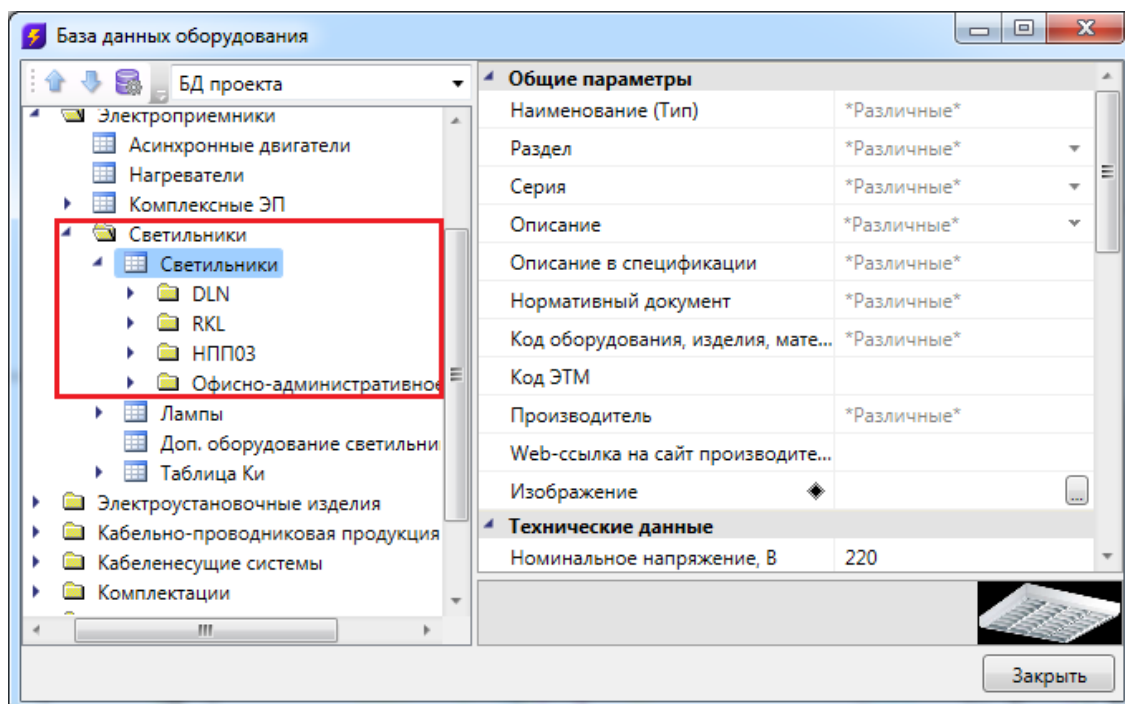 База данных оборудования
БД проекта
Электроприемники
Асинхронные двигатели
Нагреватели
Комплексные ЭП
Светильники
Светильники
DLN
RKL
НПП03
Офисно-административное
Лампы
Доп. оборудование светильни
Таблица Ки
Электроустановочные изделия
Кабельно-проводниковая продукция
Кабеленесущие системы
Комплектации
Общие параметры
Наименование (Тип) *Различные*
Раздел *Различные*
Серия *Различные*
Описание *Различные*
Описание в спецификации *Различные*
Нормативный документ *Различные*
Код оборудования, изделия, мате... *Различные*
Код ЭТМ
Производитель *Различные*
Web-ссылка на сайт производите...
Изображение ...
Технические данные
Номинальное напряжение, В 220
Закрыть